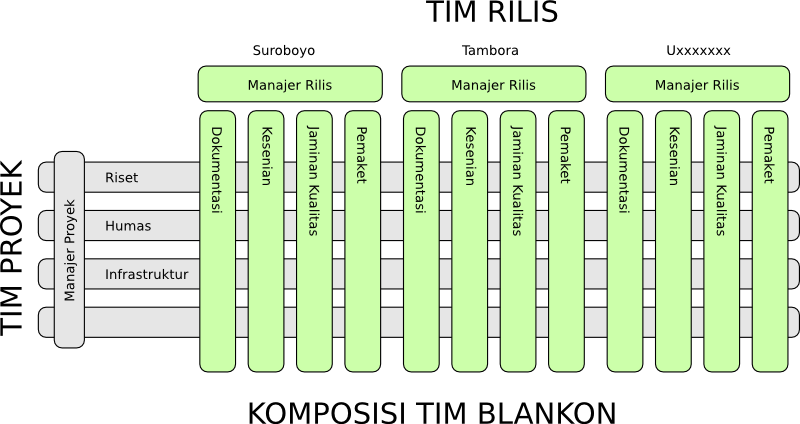 TIM RILIS
Suroboyo
Tambora
Uxxxxxxx
Manajer Rilis
Manajer Rilis
Manajer Rilis
Dokumentasi
Kesenian
Jaminan Kualitas
Pemaket
Dokumentasi
Kesenian
Jaminan Kualitas
Pemaket
Dokumentasi
Kesenian
Jaminan Kualitas
Pemaket
TIM PROYEK
Manajer Proyek
Riset
Humas
Infrastruktur
KOMPOSISI TIM BLANKON